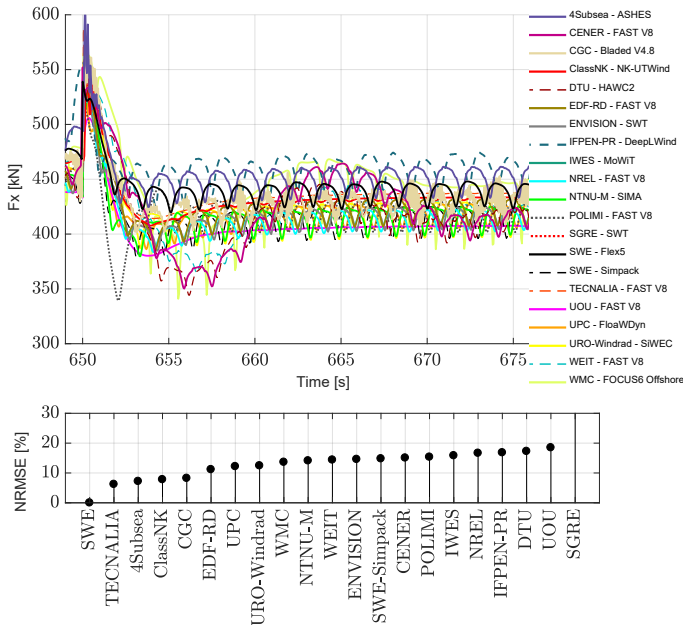 600
550
500
450
400
350
300
Fx [kN]
650
655
660
665
670
675
Time [s]
4Subsea - ASHES
CENER - FAST V8
CGC - Bladed V4.8
ClassNK - NK-UTWind
DTU - HAWC2
EDF-RD - FAST V8
ENVISION - SWT
IFPEN-PR - DeepLWind
IWES - MoWiT
NREL - FAST V8
NTNU-M - SIMA
POLIMI - FAST V8
SGRE - SWT
SWE - Flex5
SWE - Simpack
TECNALIA - FAST V8
UOU - FAST V8
UPC - FloaWDyn
URO-Windrad - SiWEC
WEIT - FAST V8
WMC - FOCUS6 Offshore
30
20
10
0
NRMSE [%]
SWE
TECNALIA
4Subsea
ClassNK
CGC
EDF-RD
UPC
URO-Windrad
WMC
NTNU-M
WEIT
ENVISION
SWE-Simpack
CENER
POLIMI
IWES
NREL
IFPEN-PR
DTU
UOU
SGRE